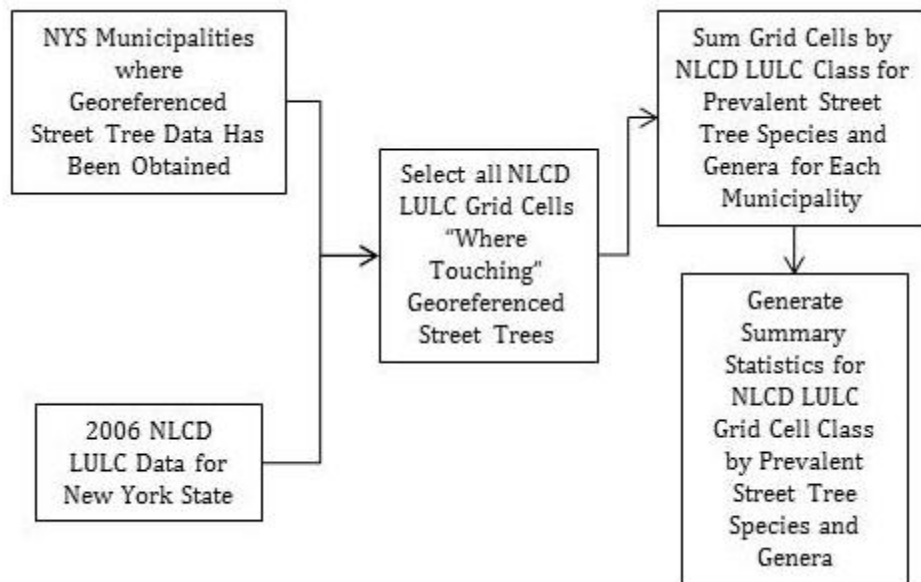 NYS Municipalities
where
Georeferenced
Street Tree Data Has
Been Obtained
2006 NLCD
LULC Data for
New York State
Select all NLCD
LULC Grid Cells
“Where
Touching”
Georeferenced
Street Trees
Sum Grid Cells by
NLCD LULC Class for
Prevalent Street
Tree Species and
Genera for Each
Municipality
Generate
Summary
Statistics for
NLCD LULC
Grid Cell Class
by Prevalent
Street Tree
Species and
Genera